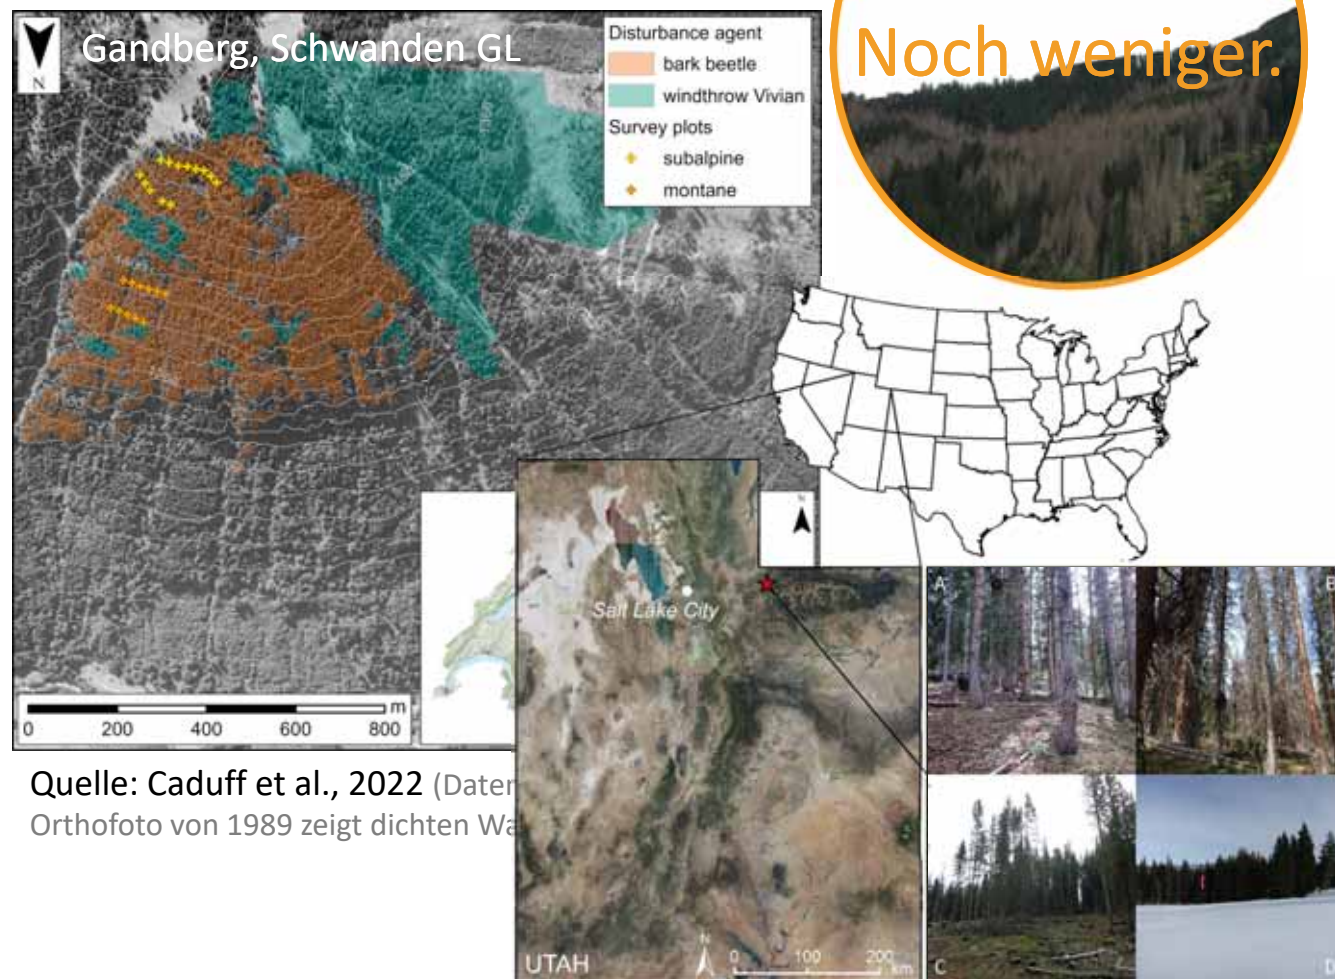 Gandberg, Schwanden GL
N
Disturbance agent
bark beetle
windthrow Vivian
Survey plots
subalpine
montane
Noch weniger.
0 200 400 600 800 m
N
Salt Lake City
UTAH
N
0 100 200
km
A
B
C
D
Quelle: Caduff et al., 2022 (Daten
Orthofoto von 1989 zeigt dichten Wa